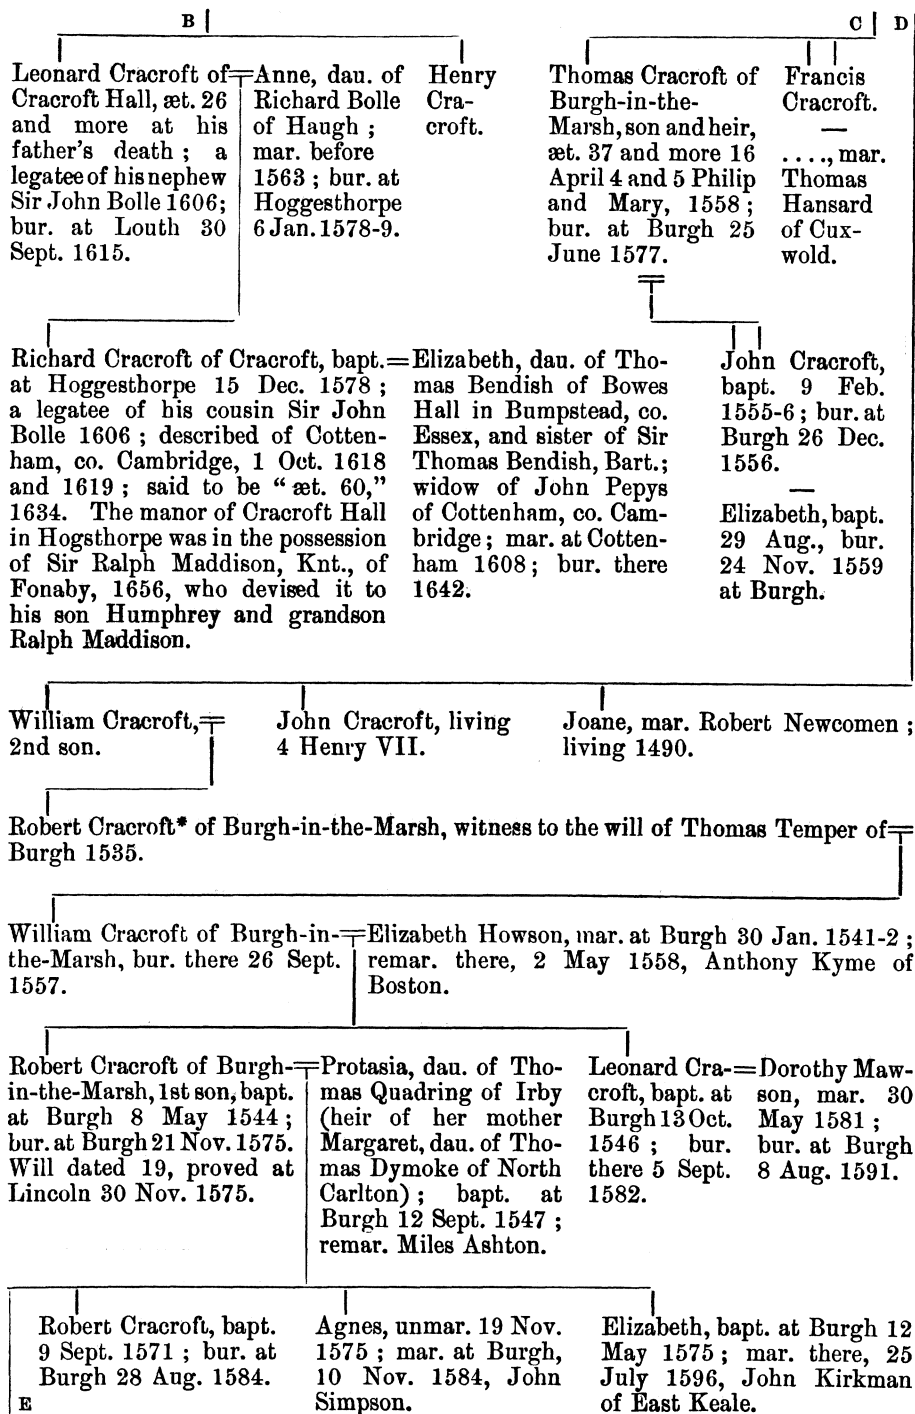 B
C D
Leonard Cracroft of
Cracroft Hall, æt. 26
and more at his
father's death ; a
legatee of his nephew
Sir John Bolle 1606;
bur. at Louth 30
Sept. 1615.
Anne, dau. of
Richard Bolle
of Haugh ;
mar. before
1563 ; bur. at
Hoggesthorpe
6 Jan. 1578-9.
Henry
Cra-
croft.
Thomas Cracroft of
Burgh-in-the-
Marsh, son and heir,
æt. 37 and more 16
April 4 and 5 Philip
and Mary, 1558 ;
bur. at Burgh 25
June 1577.
Francis
Cracroft.
—
. . . ., mar.
Thomas
Hansard
of Cux-
wold.
Richard Cracroft of Cracroft, bapt.=
at Hoggesthorpe 15 Dec. 1578 ;
a legatee of his cousin Sir John
Bolle 1606 ; described of Cotten-
ham, co. Cambridge, 1 Oct. 1618
and 1619 ; said to be “æt. 60,”
1634. The manor of Cracroft Hall
in Hogsthorpe was in the possession
of Sir Ralph Maddison, Knt., of
Fonaby, 1656, who devised it to
his son Humphrey and grandson
Ralph Maddison.
Elizabeth, dau. of Tho-
mas Bendish of Bowes
Hall in Bumpstead, co.
Essex, and sister of Sir
Thomas Bendish, Bart.;
widow of John Pepys
of Cottenham, co. Cam-
bridge ; mar. at Cotten-
ham 1608 ; bur. there
1642.
John Cracroft,
bapt. 9 Feb.
1555-6 ; bur. at
Burgh 26 Dec.
1556.
—
Elizabeth, bapt.
29 Aug., bur.
24 Nov. 1559
at Burgh.
William Cracroft,
2nd son.
John Cracroft, living
4 Henry VII.
Joane, mar. Robert Newcomen ;
living 1490.
Robert Cracroft* of Burgh-in-the-Marsh, witness to the will of Thomas Temper of
Burgh 1535.
William Cracroft of Burgh-in-
the-Marsh, bur. there 26 Sept.
1557.
Elizabeth Howson, mar. at Burgh 30 Jan. 1541-2 ;
remar. there, 2 May 1558, Anthony Kyme of
Boston.
Robert Cracroft of Burgh-
in-the-Marsh, 1st son, bapt.
at Burgh 8 May 1544 ;
bur. at Burgh 21 Nov. 1575.
Will dated 19, proved at
Lincoln 30 Nov. 1575.
Protasia, dau. of Tho-
mas Quadring of Irby
(heir of her mother
Margaret, dau. of Tho-
mas Dymoke of North
Carlton) ; bapt. at
Burgh 12 Sept. 1547 ;
remar. Miles Ashton.
Leonard Cra-=
croft, bapt. at
Burgh 13 Oct.
1546 ; bur.
there 5 Sept.
1582.
Dorothy Maw-
son, mar. 30
May 1581 ;
bur. at Burgh
8 Aug. 1591.
Robert Cracroft, bapt.
9 Sept. 1571 ; bur. at
Burgh 28 Aug. 1584.
Agnes, unmar. 19 Nov.
1575 ; mar. at Burgh,
10 Nov. 1584, John
Simpson.
Elizabeth, bapt. at Burgh 12
May 1575 ; mar. there, 25
July 1596, John Kirkman
of East Keale.
E